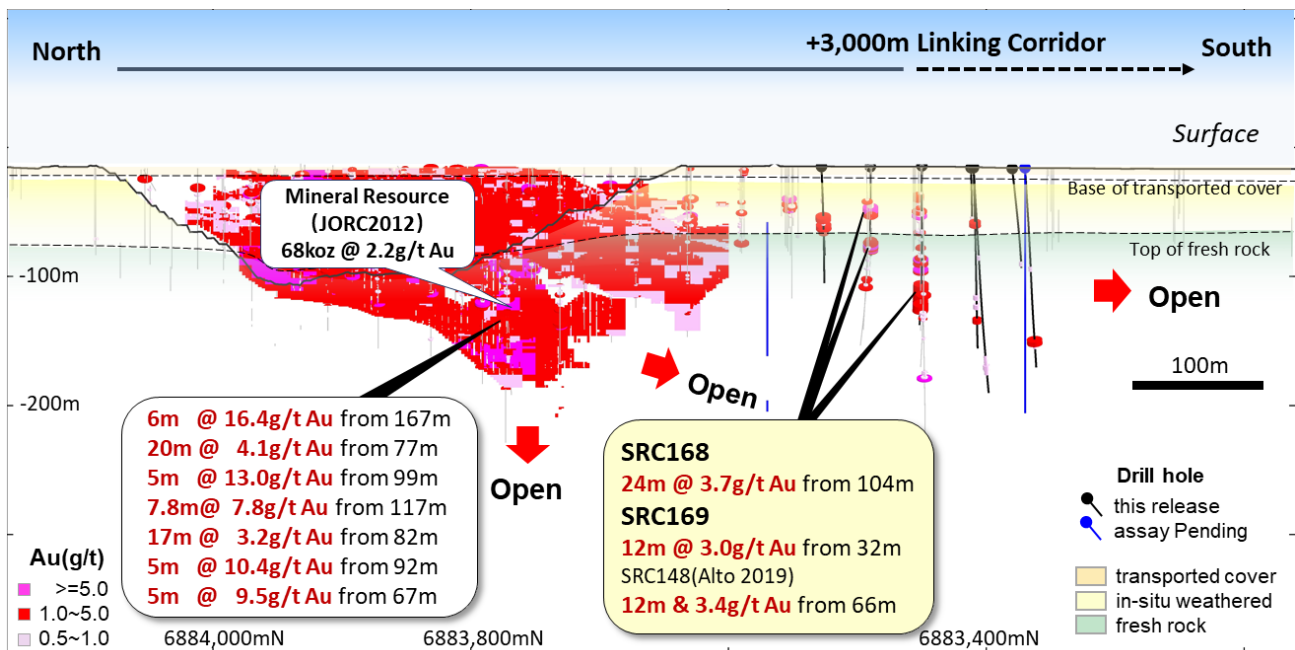 North
+3,000m Linking Corridor
South
Surface
Mineral Resource
(JORC2012)
68koz @ 2.2g/t Au
Base of transported cover
Top of fresh rock
-100m
Open
100m
Open
-200m
6m @ 16.4g/t Au from 167m
20m @ 4.1g/t Au from 77m
5m @ 13.0g/t Au from 99m
7.8m@ 7.8g/t Au from 117m
17m @ 3.2g/t Au from 82m
5m @ 10.4g/t Au from 92m
5m @ 9.5g/t Au from 67m
Open
SRC168
24m @ 3.7g/t Au from 104m
SRC169
12m @ 3.0g/t Au from 32m
SRC148(Alto 2019)
12m & 3.4g/t Au from 66m
Drill hole
this release
assay Pending
transported cover
in-situ weathered
fresh rock
Au(g/t)
>=5.0
1.0~5.0
0.5~1.0
6884,000mN
6883,800mN
6883,400mN